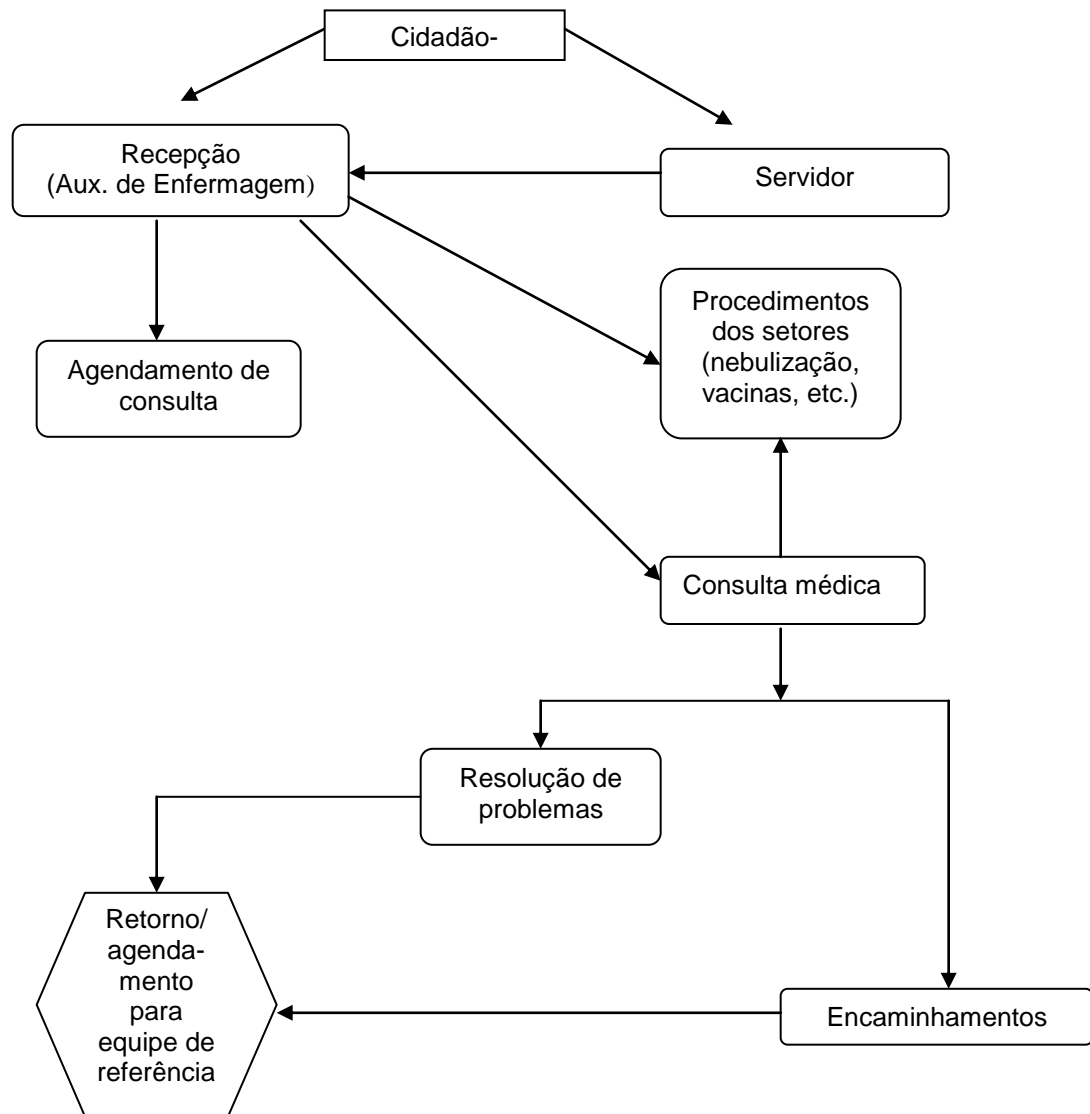 Cidadão-
Recepção
(Aux. de Enfermagem)
Servidor
Procedimentos
dos setores
(nebulização,
vacinas, etc.)
Agendamento de
consulta
Consulta médica
Resolução de
problemas
Retorno/
agenda-
mento
para
equipe de
referência
Encaminhamentos